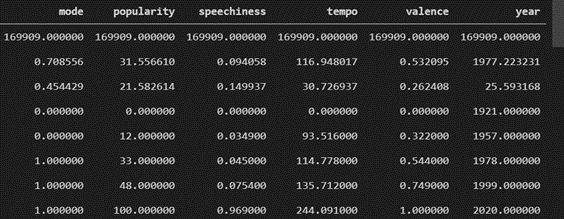 mode popularity speechiness tempo valence year
169909.000000 169909.000000 169909.000000 169909.000000 169909.000000 169909.000000
0.708556 31.556610 0.094058 116.948017 0.532095 1977.223231
0.454429 21.582614 0.149937 30.726937 0.262408 25.593168
0.000000 0.000000 0.000000 0.000000 0.000000 1921.000000
0.000000 12.000000 0.034900 93.516000 0.322000 1957.000000
1.000000 33.000000 0.045000 114.778000 0.544000 1978.000000
1.000000 48.000000 0.075400 135.712000 0.749000 1999.000000
1.000000 100.000000 0.969000 244.091000 1.000000 2020.000000